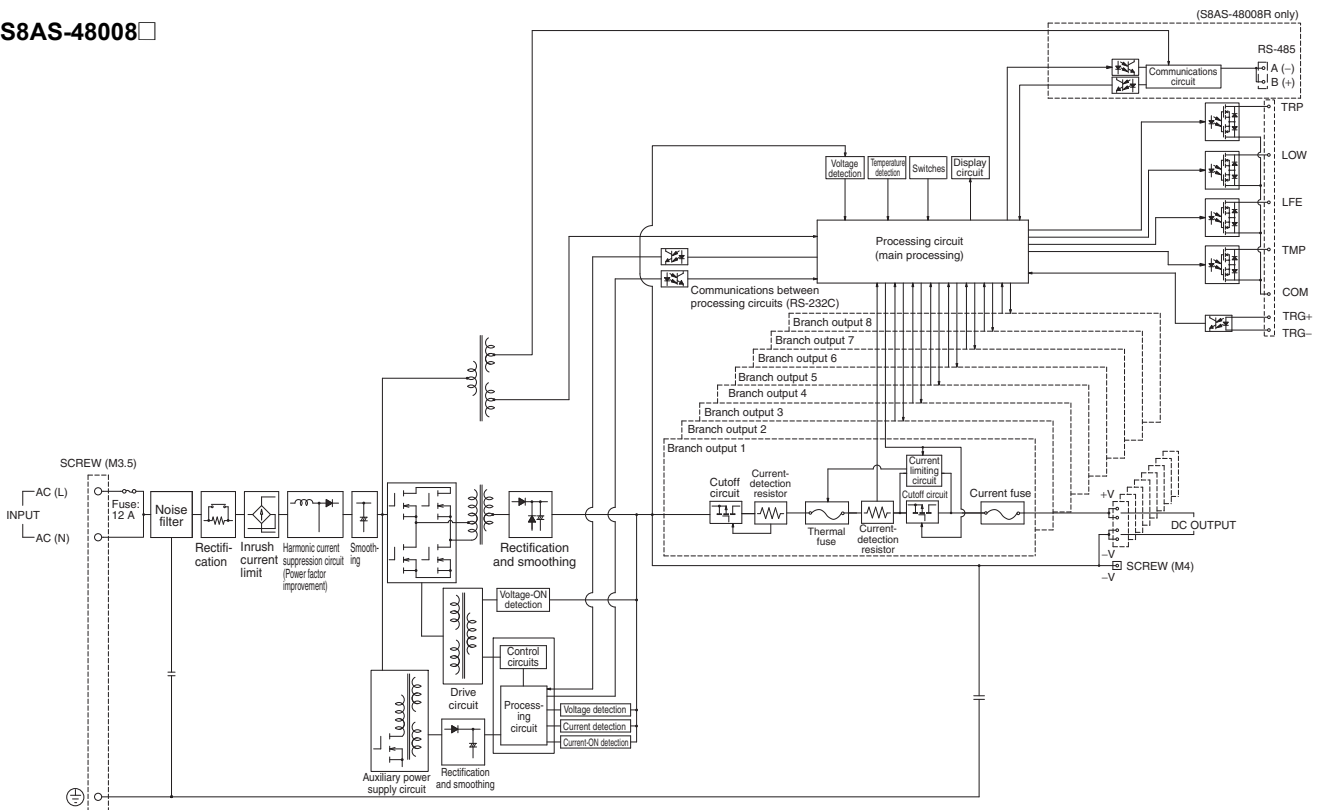 S8AS-48008□
(S8AS-48008R only)
RS-485
Communications
circuit
A (−)
B (+)
TRP
LOW
LFE
TMP
COM
TRG+
TRG−
Voltage
detection
Temperature
detection
Switches
Display
circuit
Processing circuit
(main processing)
Communications between
processing circuits (RS-232C)
Branch output 8
Branch output 7
Branch output 6
Branch output 5
Branch output 4
Branch output 3
Branch output 2
Branch output 1
SCREW (M3.5)
AC (L)
INPUT
AC (N)
Fuse:
12 A
Noise
filter
Rectifi-
cation
Inrush
current
limit
Harmonic current
suppression circuit
(Power factor
improvement)
Smooth-
ing
Rectification
and smoothing
Cutoff
circuit
Current-
detection
resistor
Thermal
fuse
Current-
detection
resistor
Current
limiting
circuit
Cutoff circuit
Current fuse
+V
DC OUTPUT
−V
SCREW (M4)
−V
Voltage-ON
detection
Drive
circuit
Control
circuits
Process-
ing
circuit
Voltage detection
Current detection
Current-ON detection
Auxiliary power
supply circuit
Rectification
and smoothing